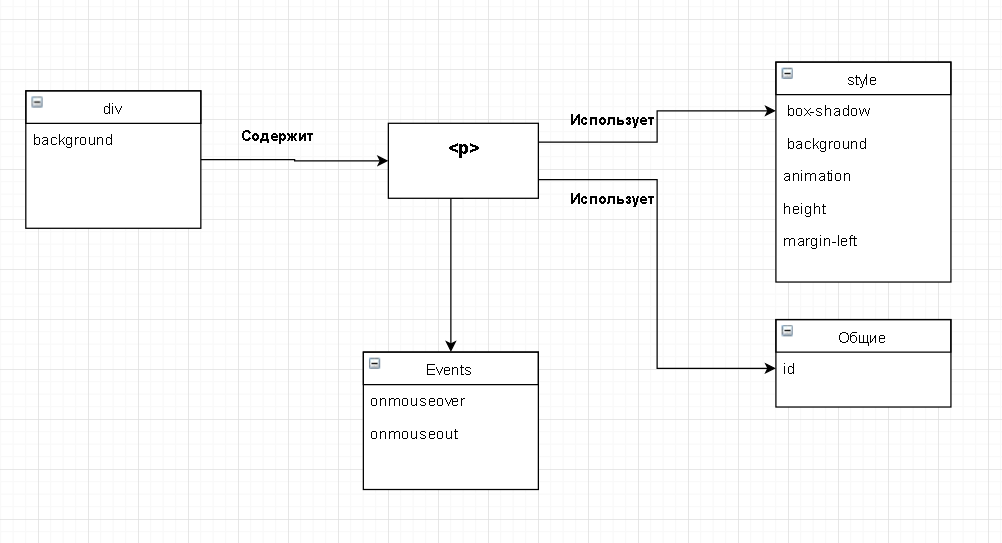 div
background
Содержит
<p>
Использует
Использует
style
box-shadow
background
animation
height
margin-left
Общие
id
Events
onmouseover
onmouseout